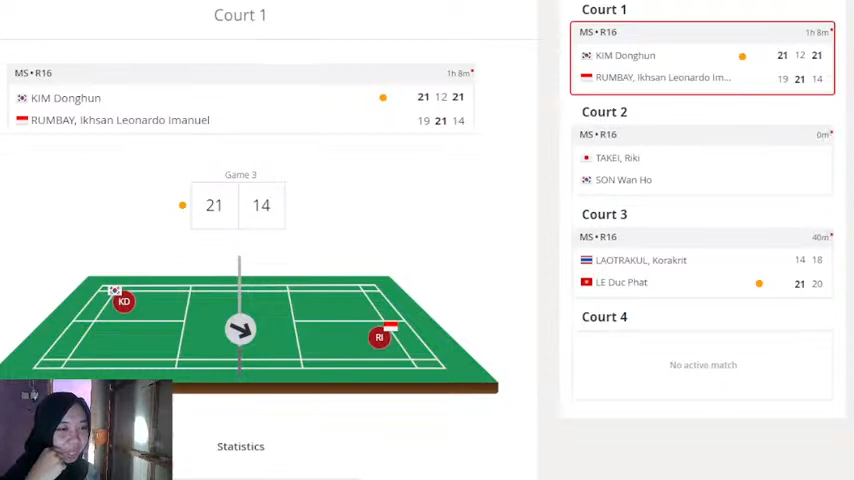 Court 1
MS • R16 1h 8m
KIM Donghun 21 12 21
RUMBAY, Ikhsan Leonardo Imanuel 19 21 14
Game 3
21 14
KD
RI
Statistics
Court 1
MS • R16 1h 8m
KIM Donghun 21 12 21
RUMBAY, Ikhsan Leonardo Im... 19 21 14
Court 2
MS • R16 0m
TAKEI, Riki
SON Wan Ho
Court 3
MS • R16 40m
LAOTRAKUL, Korakrit 14 18
LE Duc Phat 21 20
Court 4
No active match